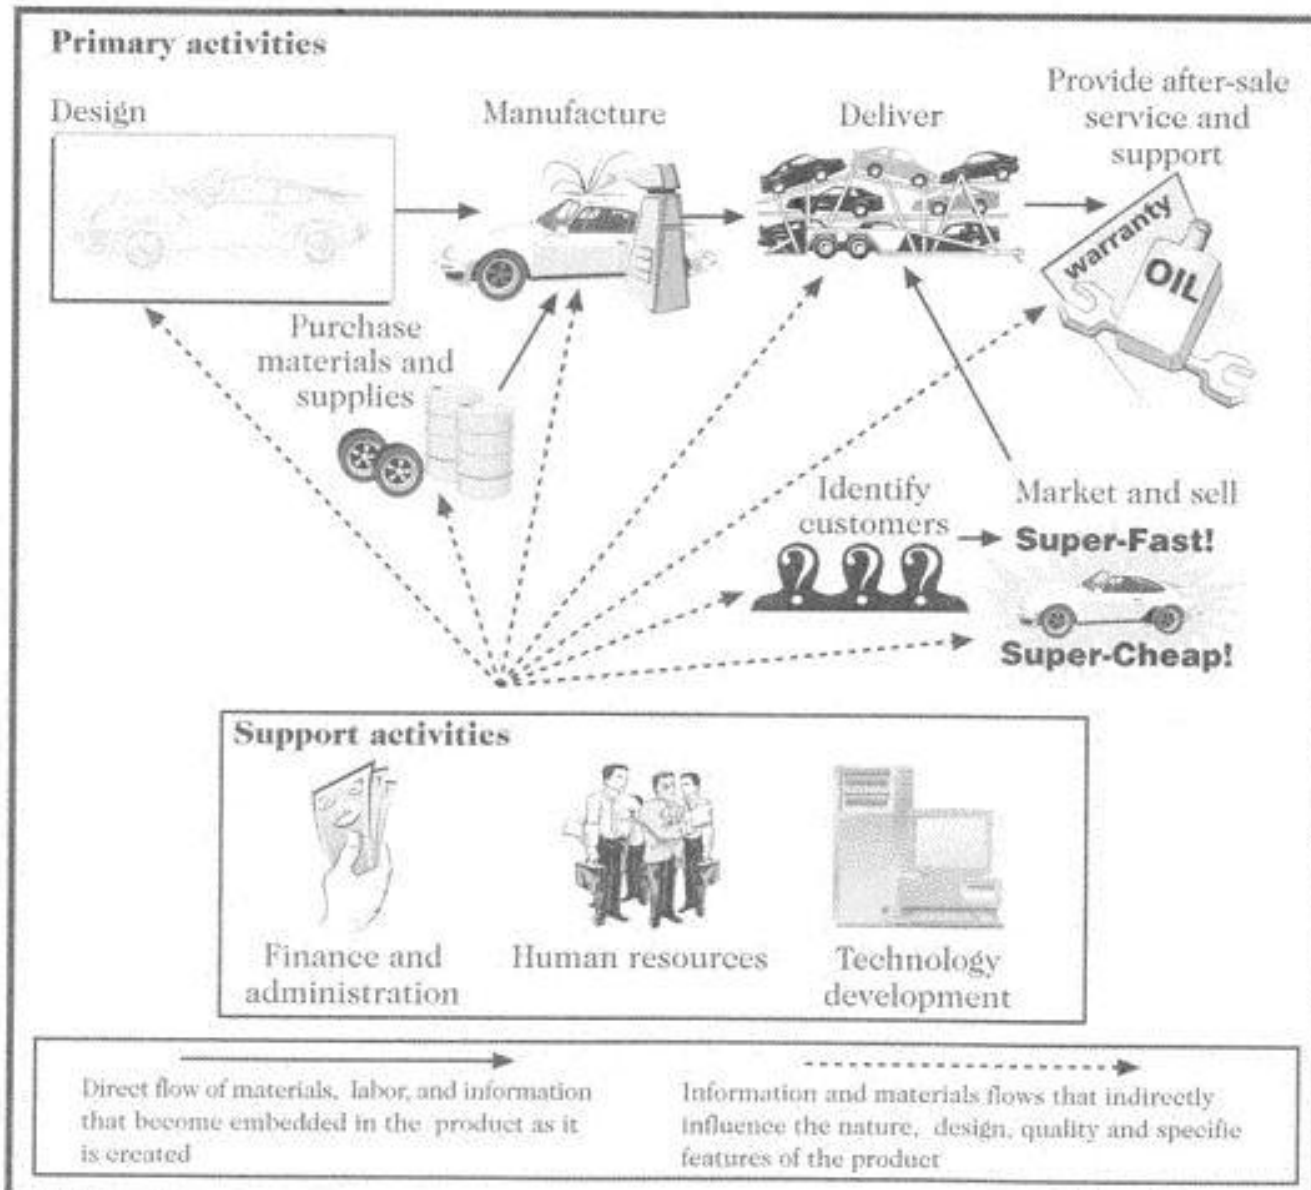 Primary activities
Design
Manufacture
Deliver
Provide after-sale
service and
support
warranty
OIL
Purchase
materials and
supplies
Identify
customers
Market and sell
Super-Fast!
Super-Cheap!
Support activities
Finance and
administration
Human resources
Technology
development
Direct flow of materials, labor, and information
that become embedded in the product as it
is created
Information and materials flows that indirectly
influence the nature, design, quality and specific
features of the product